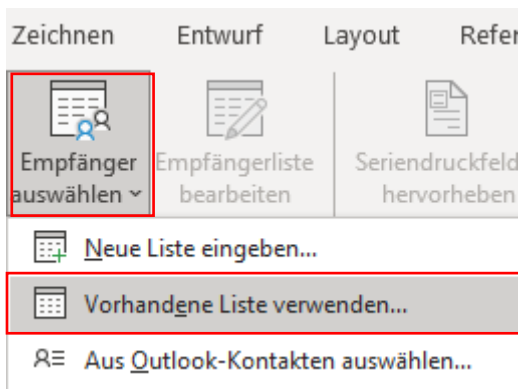 Zeichnen Entwurf Layout Refer
Empfänger Empfängerliste Seriendruckfeld
auswählen bearbeiten hervorheben
Neue Liste eingeben...
Vorhandene Liste verwenden...
Aus Outlook-Kontakten auswählen...